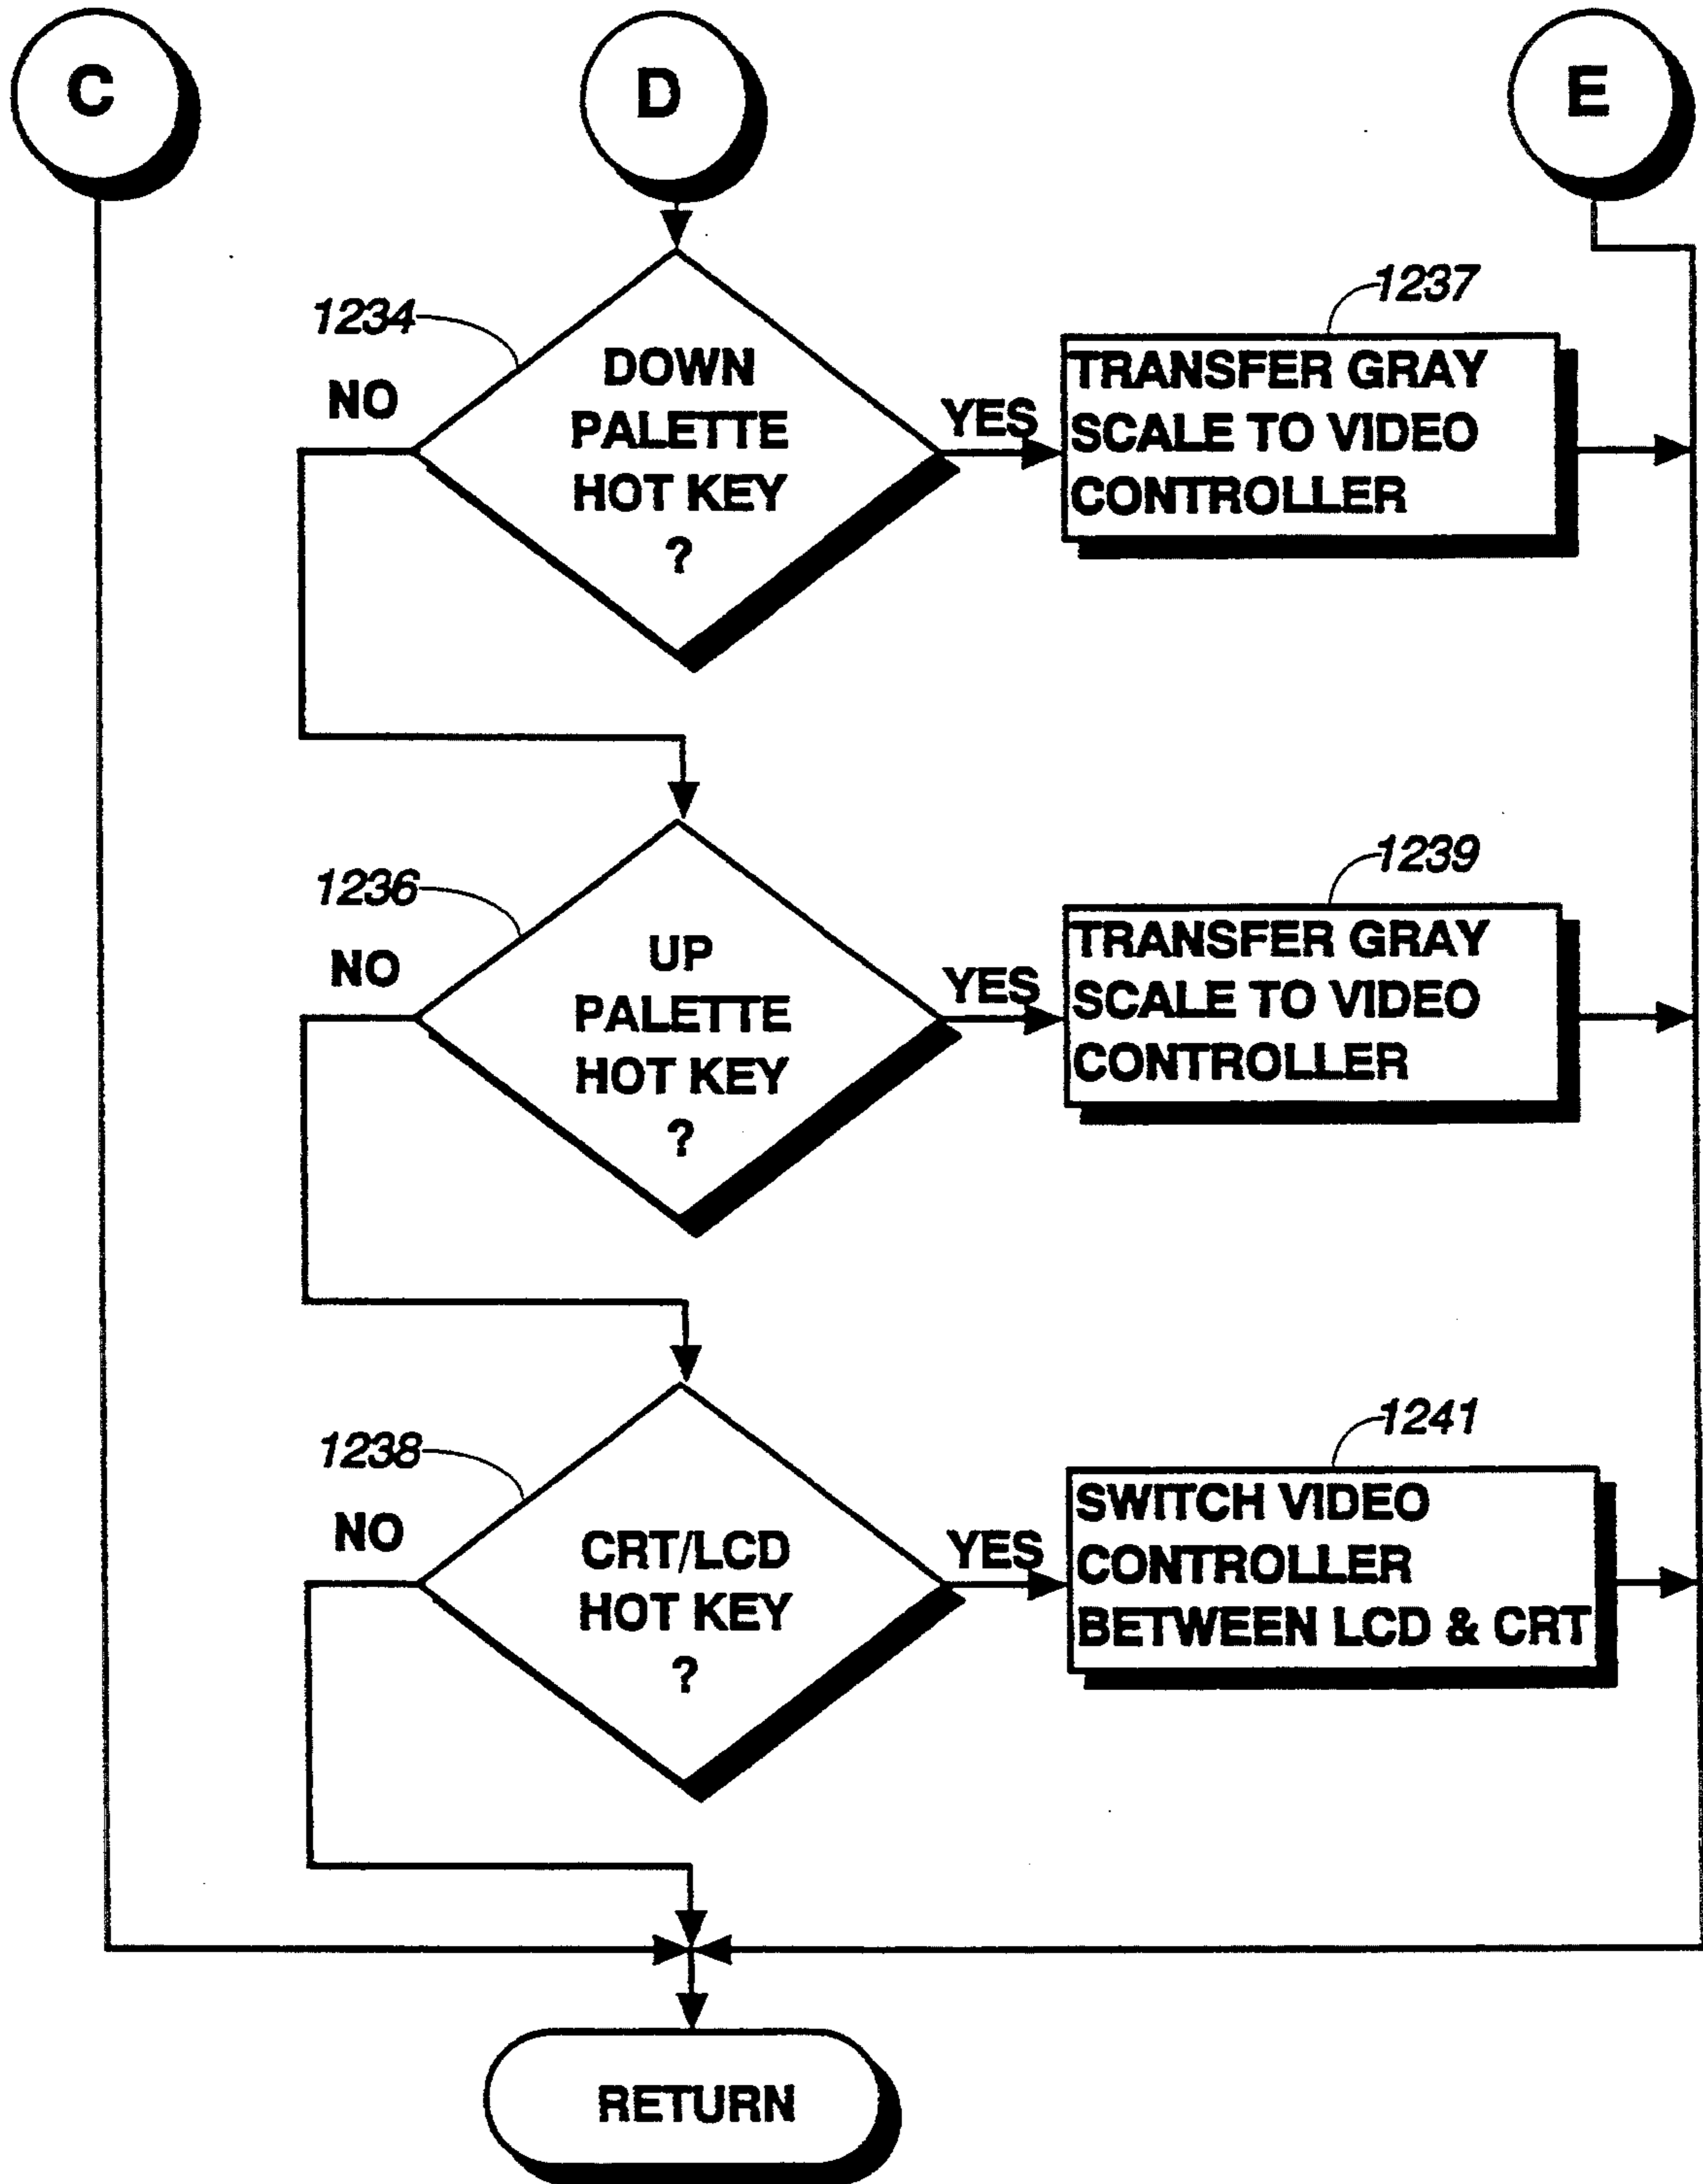 C
D
E
1234
NO
DOWN
PALETTE
HOT KEY
?
YES
1237
TRANSFER GRAY
SCALE TO VIDEO
CONTROLLER
1236
NO
UP
PALETTE
HOT KEY
?
YES
1239
TRANSFER GRAY
SCALE TO VIDEO
CONTROLLER
1238
NO
CRT/LCD
HOT KEY
?
YES
1241
SWITCH VIDEO
CONTROLLER
BETWEEN LCD & CRT
RETURN